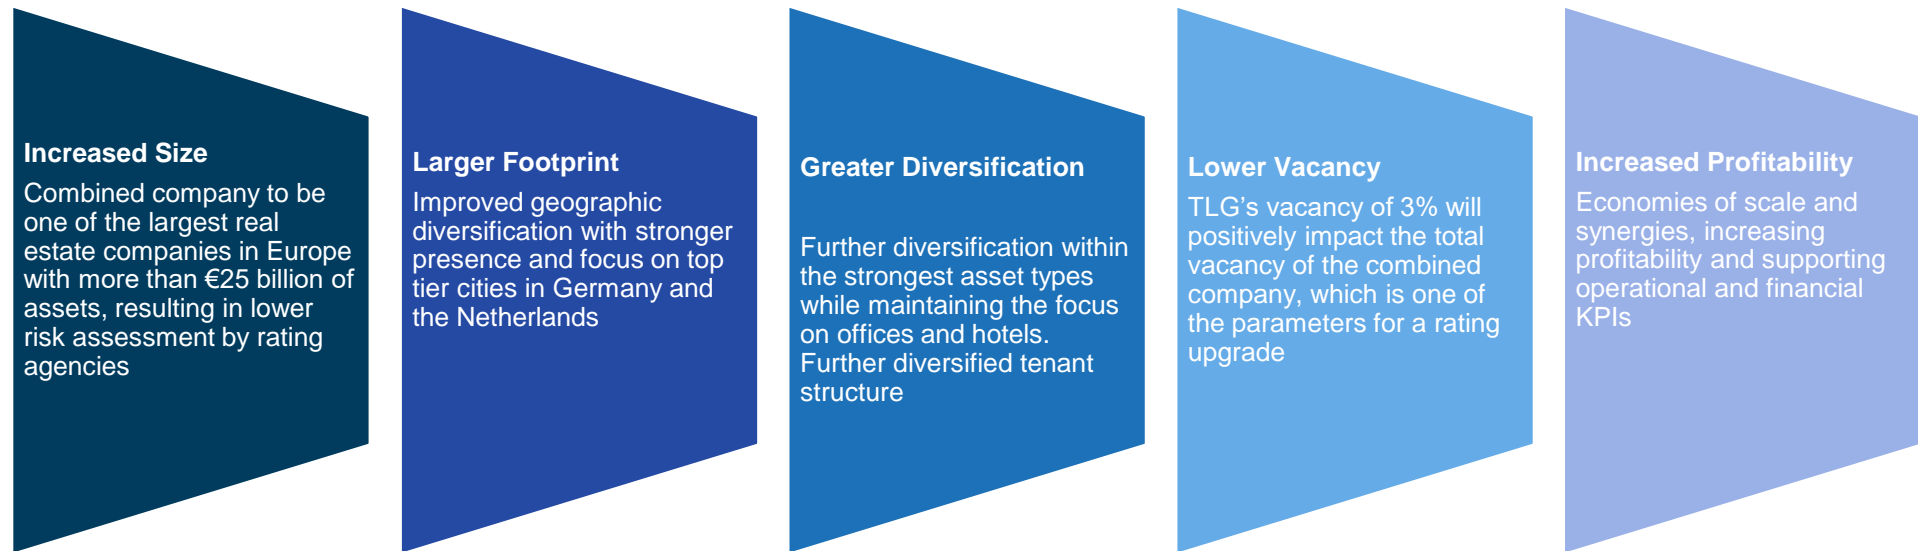 Increased Size
Combined company to be
one of the largest real
estate companies in Europe
with more than €25 billion of
assets, resulting in lower
risk assessment by rating
agencies
Larger Footprint
Improved geographic
diversification with stronger
presence and focus on top
tier cities in Germany and
the Netherlands
Greater Diversification
Further diversification within
the strongest asset types
while maintaining the focus
on offices and hotels.
Further diversified tenant
structure
Lower Vacancy
TLG’s vacancy of 3% will
positively impact the total
vacancy of the combined
company, which is one of
the parameters for a rating
upgrade
Increased Profitability
Economies of scale and
synergies, increasing
profitability and supporting
operational and financial
KPIs